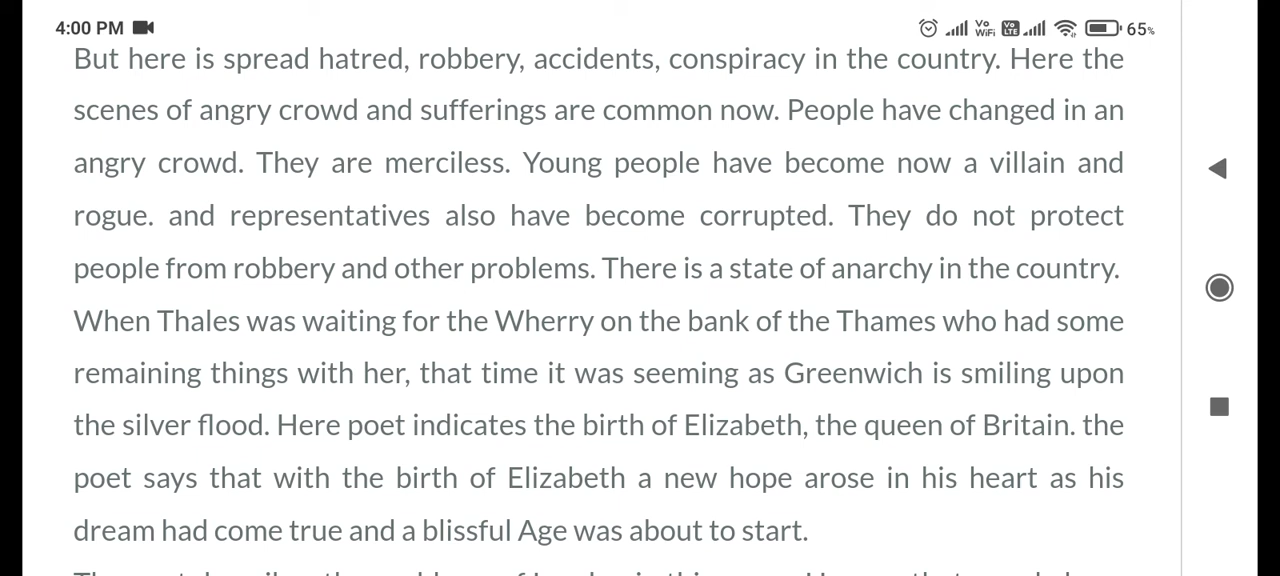 4:00 PM
Vo WiFi Vo LTE 65%
But here is spread hatred, robbery, accidents, conspiracy in the country. Here the
scenes of angry crowd and sufferings are common now. People have changed in an
angry crowd. They are merciless. Young people have become now a villain and
rogue. and representatives also have become corrupted. They do not protect
people from robbery and other problems. There is a state of anarchy in the country.
When Thales was waiting for the Wherry on the bank of the Thames who had some
remaining things with her, that time it was seeming as Greenwich is smiling upon
the silver flood. Here poet indicates the birth of Elizabeth, the queen of Britain. the
poet says that with the birth of Elizabeth a new hope arose in his heart as his
dream had come true and a blissful Age was about to start.